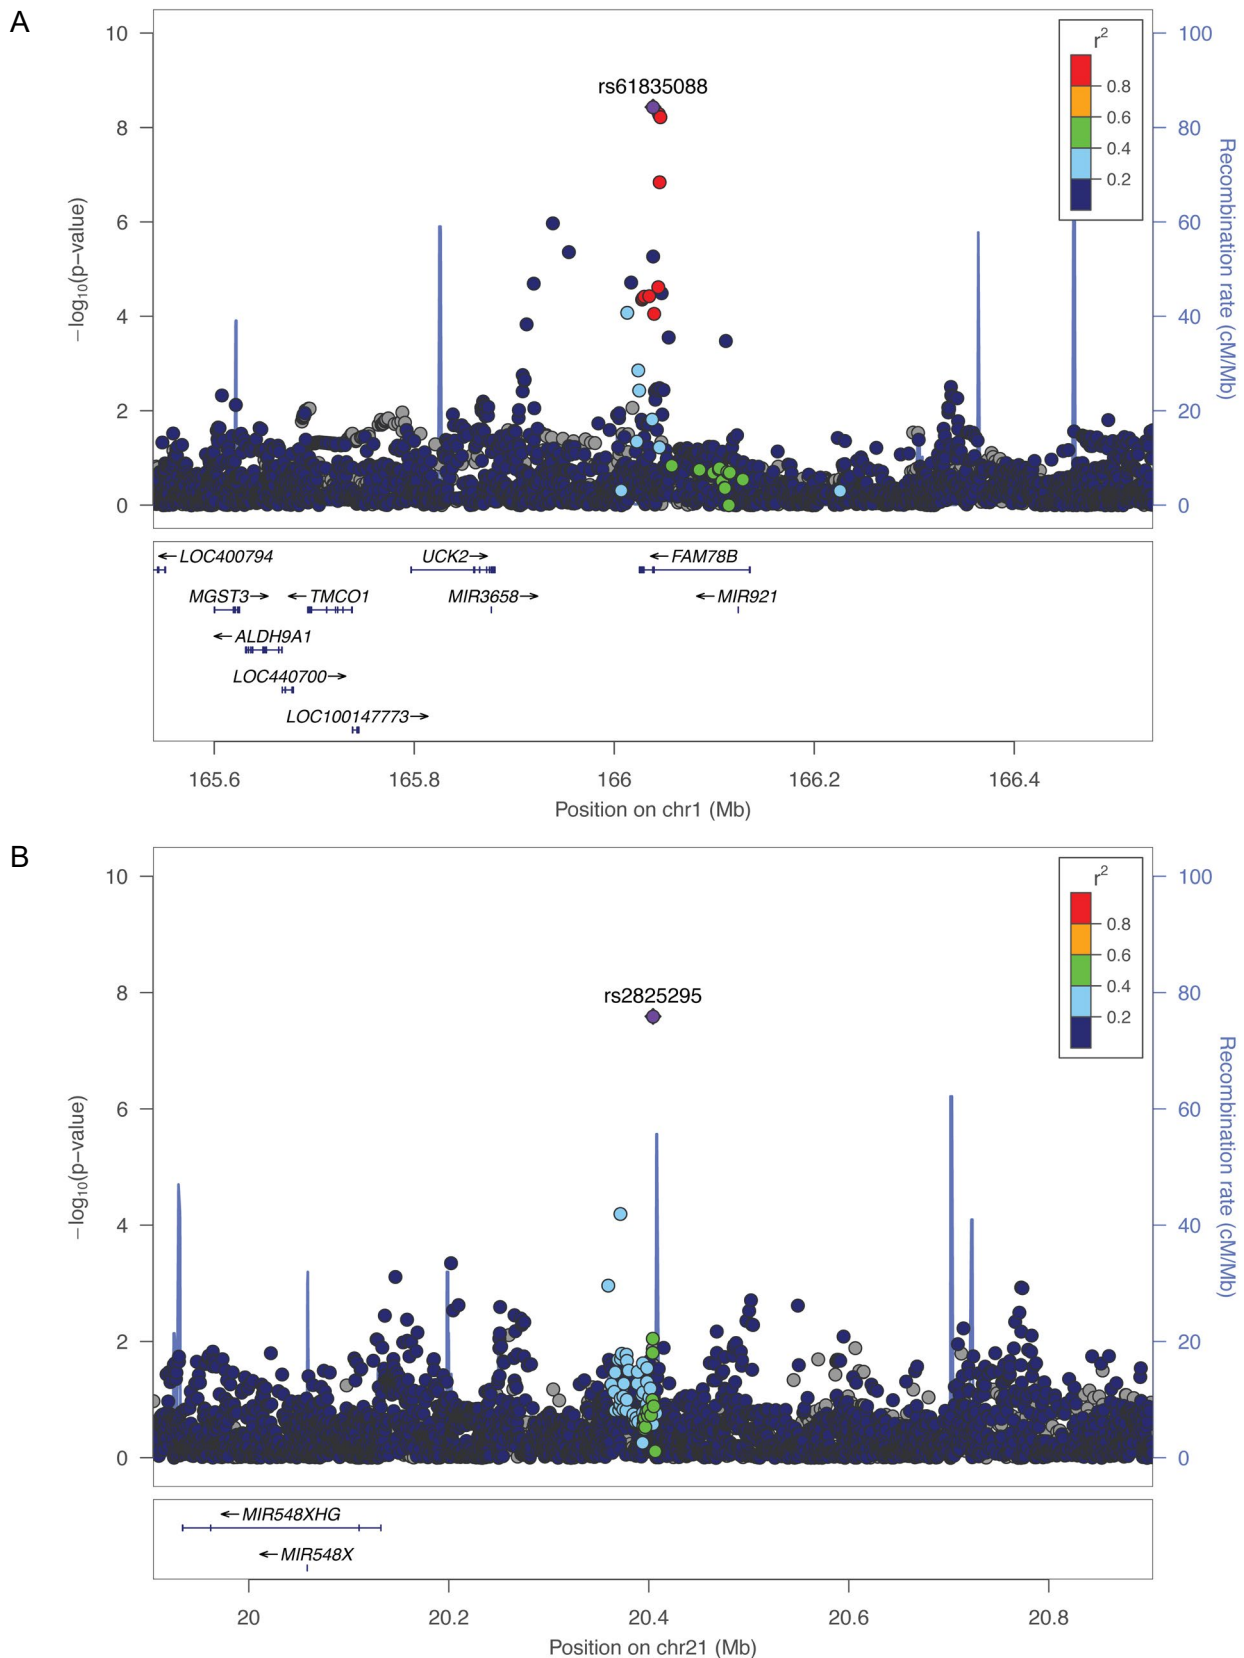 A
10
8
6
4
2
0
−log10(p−value)
rs61835088
r2
0.8
0.6
0.4
0.2
100
80
60
40
20
0
Recombination rate (cM/Mb)
←LOC400794
UCK2→
←FAM78B
MGST3→
←TMCO1
MIR3658→
←MIR921
←ALDH9A1
LOC440700→
LOC100147773→
165.6
165.8
166
166.2
166.4
Position on chr1 (Mb)
B
10
8
6
4
2
0
−log10(p−value)
rs2825295
r2
0.8
0.6
0.4
0.2
100
80
60
40
20
0
Recombination rate (cM/Mb)
←MIR548XHG
←MIR548X
20
20.2
20.4
20.6
20.8
Position on chr21 (Mb)